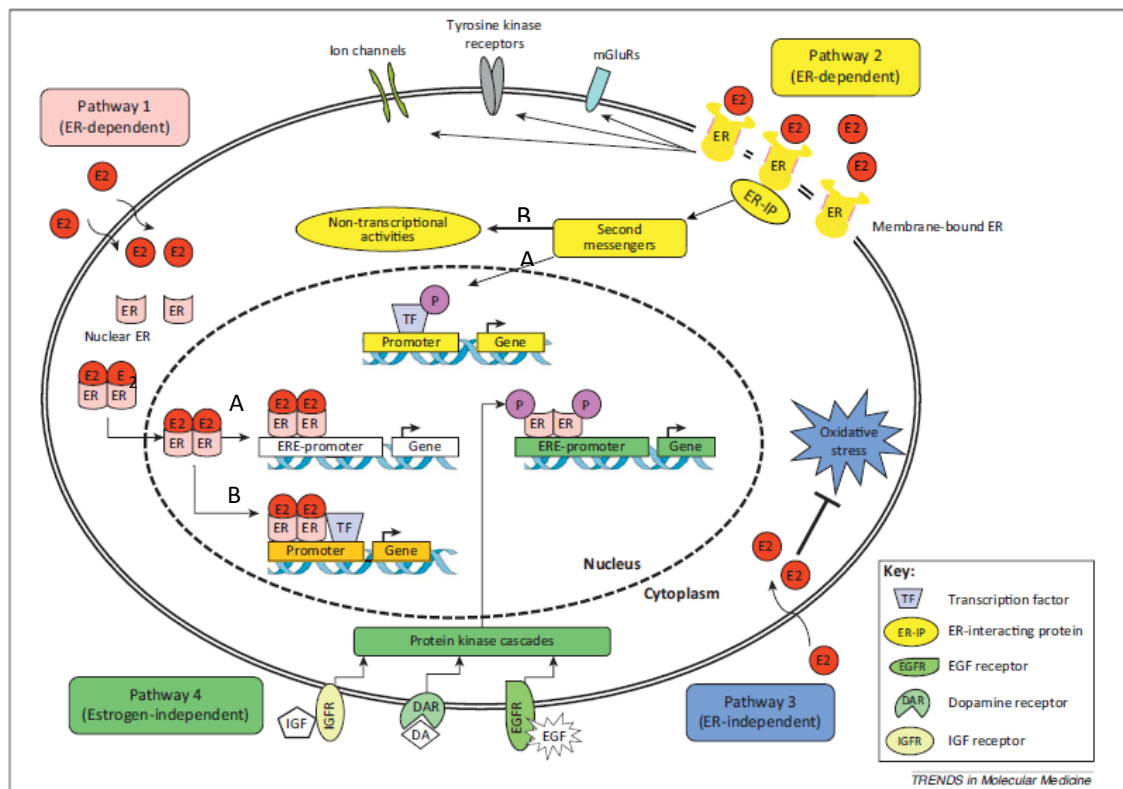 Ion channels
Tyrosine kinase
receptors
mGluRs
Pathway 2
(ER-dependent)
Pathway 1
(ER-dependent)
E2
ER
E2
ER
E2
E2
ER
ER-IP
Membrane-bound ER
E2
E2
E2
E2
ER
ER
Nuclear ER
Second
messengers
B
Non-transcriptional
activities
A
P
TF
Promoter
Gene
E2
E
2
ER
ER
E2
E2
ER
ER
A
E2
E2
ER
ER
ERE-promoter
Gene
P
P
ER
ER
ERE-promoter
Gene
B
E2
E2
ER
ER
TF
Promoter
Gene
Oxidative
stress
E2
E2
E2
Nucleus
Cytoplasm
Protein kinase cascades
Pathway 4
(Estrogen-independent)
IGF
IGFR
DAR
DA
EGFR
EGF
Pathway 3
(ER-independent)
Key:
TF Transcription factor
ER-IP ER-interacting protein
EGFR EGF receptor
DAR Dopamine receptor
IGFR IGF receptor
TRENDS in Molecular Medicine